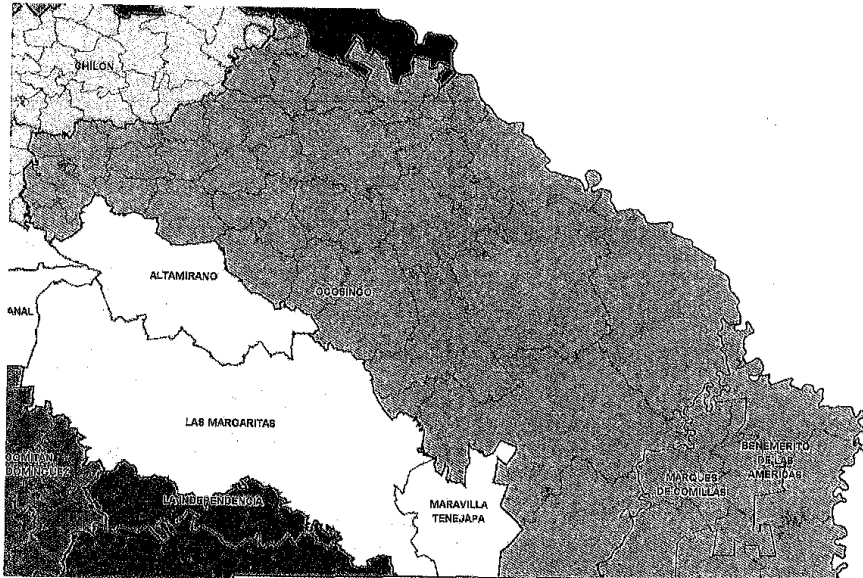 CHILON
ALTAMIRANO
OCOSINGO
ANAL
LAS MARGARITAS
COMITAN
DOMINGUEZ
BENEMERITO
DE LAS
AMERICAS
MARQUES
DE COMILLAS
LA INDEPENDENCIA
MARAVILLA
TENEJAPA